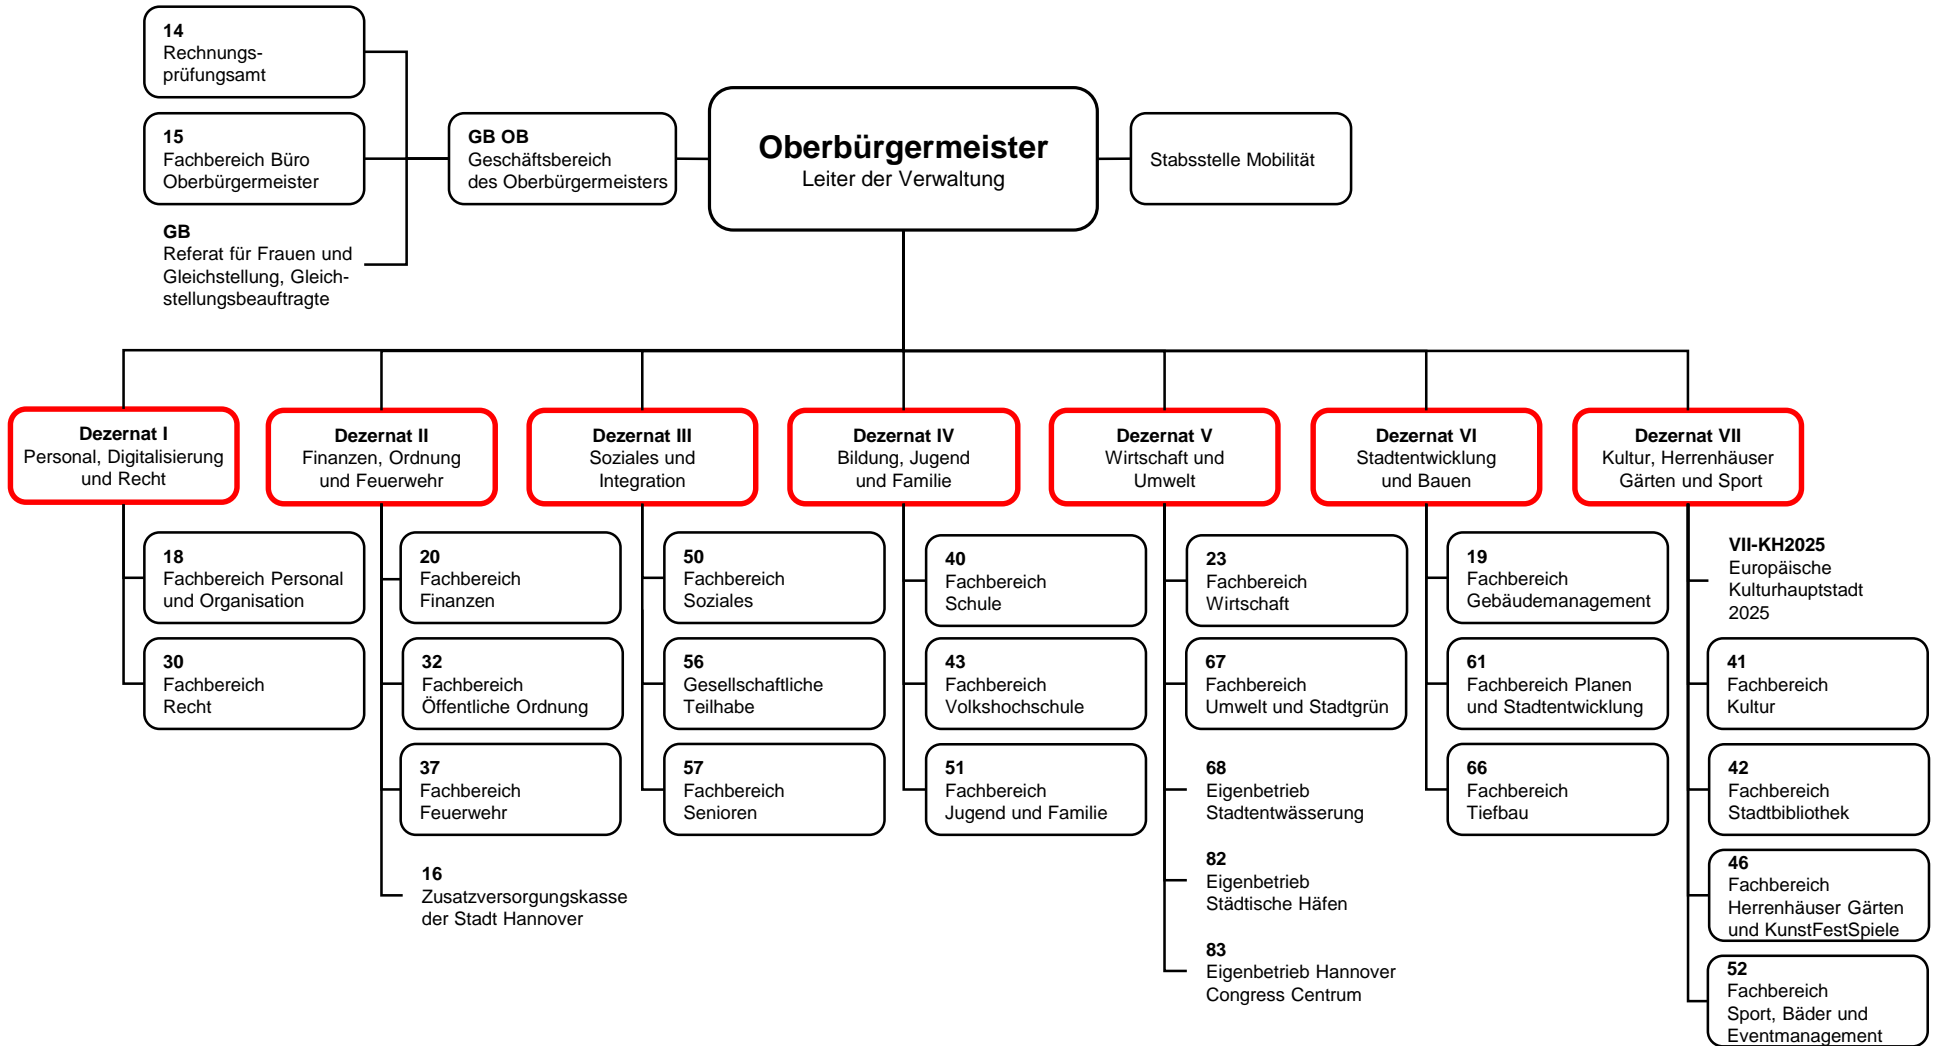 14
Rechnungs-
prüfungsamt
15
Fachbereich Büro
Oberbürgermeister
GB
Referat für Frauen und
Gleichstellung, Gleich-
stellungsbeauftragte
GB OB
Geschäftsbereich
des Oberbürgermeisters
Oberbürgermeister
Leiter der Verwaltung
Stabsstelle Mobilität
Dezernat I
Personal, Digitalisierung
und Recht
18
Fachbereich Personal
und Organisation
30
Fachbereich
Recht
Dezernat II
Finanzen, Ordnung
und Feuerwehr
20
Fachbereich
Finanzen
32
Fachbereich
Öffentliche Ordnung
37
Fachbereich
Feuerwehr
16
Zusatzversorgungskasse
der Stadt Hannover
Dezernat III
Soziales und
Integration
50
Fachbereich
Soziales
56
Gesellschaftliche
Teilhabe
57
Fachbereich
Senioren
Dezernat IV
Bildung, Jugend
und Familie
40
Fachbereich
Schule
43
Fachbereich
Volkshochschule
51
Fachbereich
Jugend und Familie
Dezernat V
Wirtschaft und
Umwelt
23
Fachbereich
Wirtschaft
67
Fachbereich
Umwelt und Stadtgrün
68
Eigenbetrieb
Stadtentwässerung
82
Eigenbetrieb
Städtische Häfen
83
Eigenbetrieb Hannover
Congress Centrum
Dezernat VI
Stadtentwicklung
und Bauen
19
Fachbereich
Gebäudemanagement
61
Fachbereich Planen
und Stadtentwicklung
66
Fachbereich
Tiefbau
Dezernat VII
Kultur, Herrenhäuser
Gärten und Sport
VII-KH2025
Europäische
Kulturhauptstadt
2025
41
Fachbereich
Kultur
42
Fachbereich
Stadtbibliothek
46
Fachbereich
Herrenhäuser Gärten
und KunstFestSpiele
52
Fachbereich
Sport, Bäder und
Eventmanagement